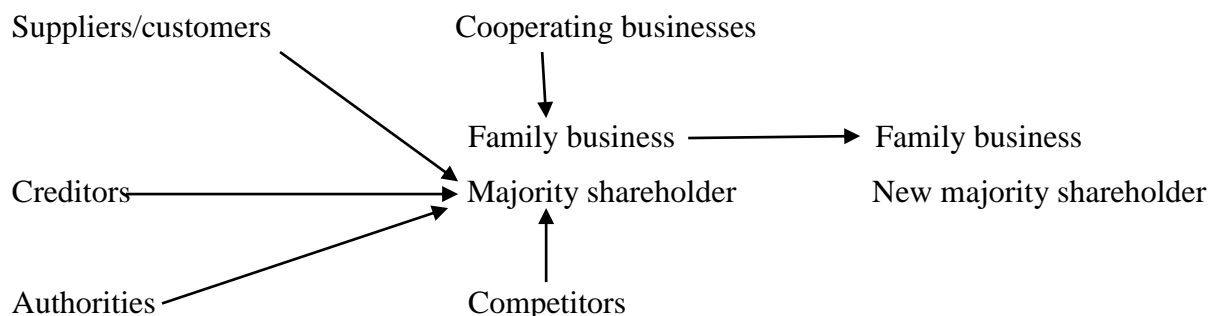 Suppliers/customers Cooperating businesses
Family business Family business
Creditors Majority shareholder New majority shareholder
Authorities Competitors